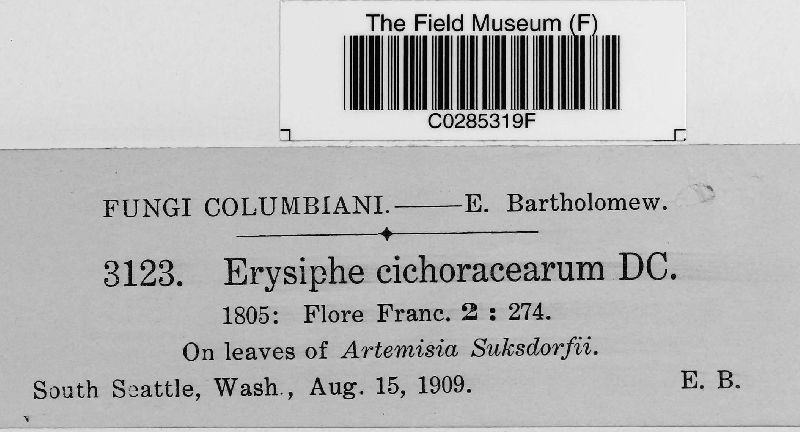 The Field Museum (F)
C0285319F
FUNGI COLUMBIANI.——E. Bartholomew.
3123. Erysiphe cichoracearum DC.
1805: Flore Franc. 2 : 274.
On leaves of Artemisia Suksdorfii.
South Seattle, Wash., Aug. 15, 1909. E. B.